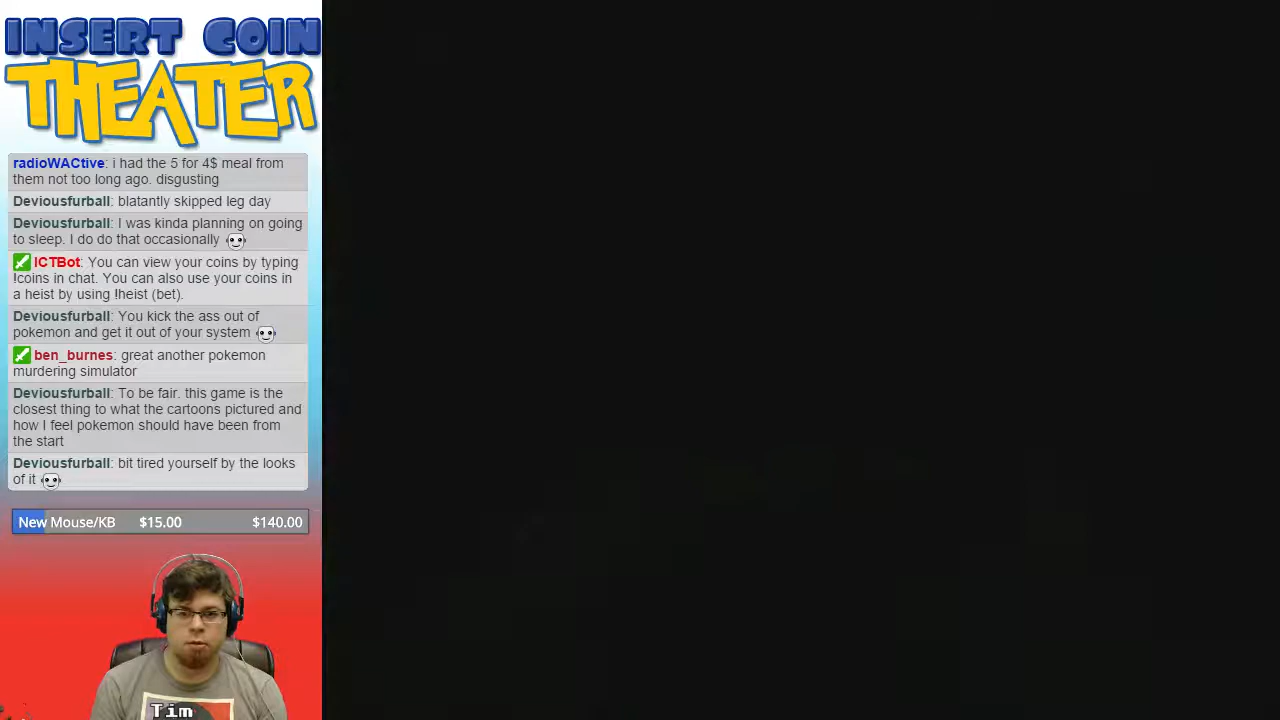 INSERT COIN
THEATER
radioWACtive: i had the 5 for 4$ meal from
them not too long ago. disgusting
Deviousfurball: blatantly skipped leg day
Deviousfurball: I was kinda planning on going
to sleep. I do do that occasionally
ICTBot: You can view your coins by typing
!coins in chat. You can also use your coins in
a heist by using !heist (bet).
Deviousfurball: You kick the ass out of
pokemon and get it out of your system
ben_burnes: great another pokemon
murdering simulator
Deviousfurball: To be fair. this game is the
closest thing to what the cartoons pictured and
how I feel pokemon should have been from
the start
Deviousfurball: bit tired yourself by the looks
of it
New Mouse/KB $15.00 $140.00
Tim